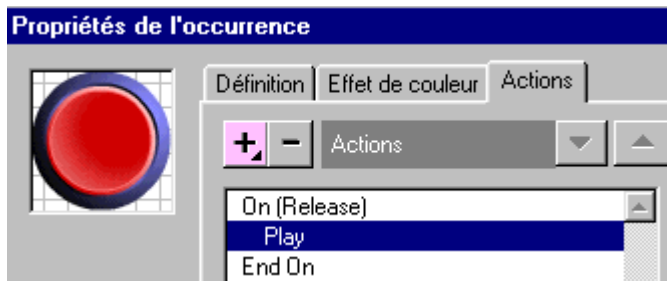 Propriétés de l'occurrence
Définition Effet de couleur Actions
+ - Actions
On (Release)
Play
End On